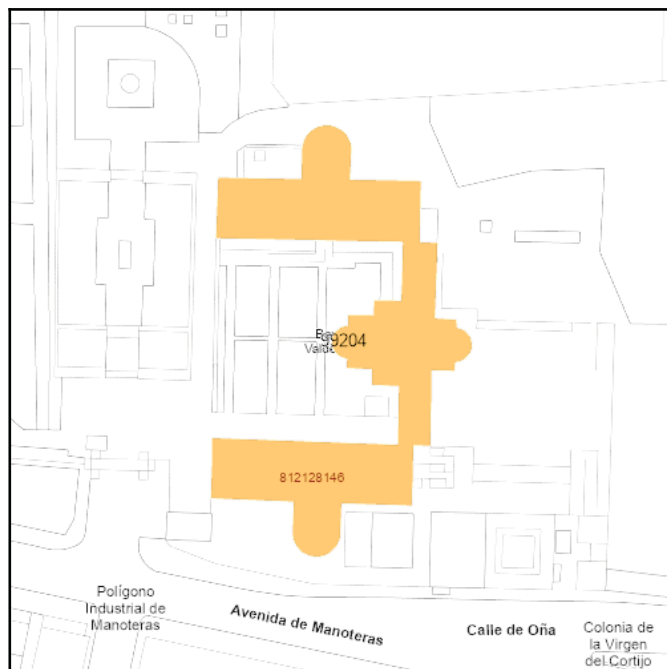 99204
812128146
Polígono
Industrial de
Manoteras
Avenida de Manoteras
Calle de Oña
Colonia de
la Virgen
del Cortijo